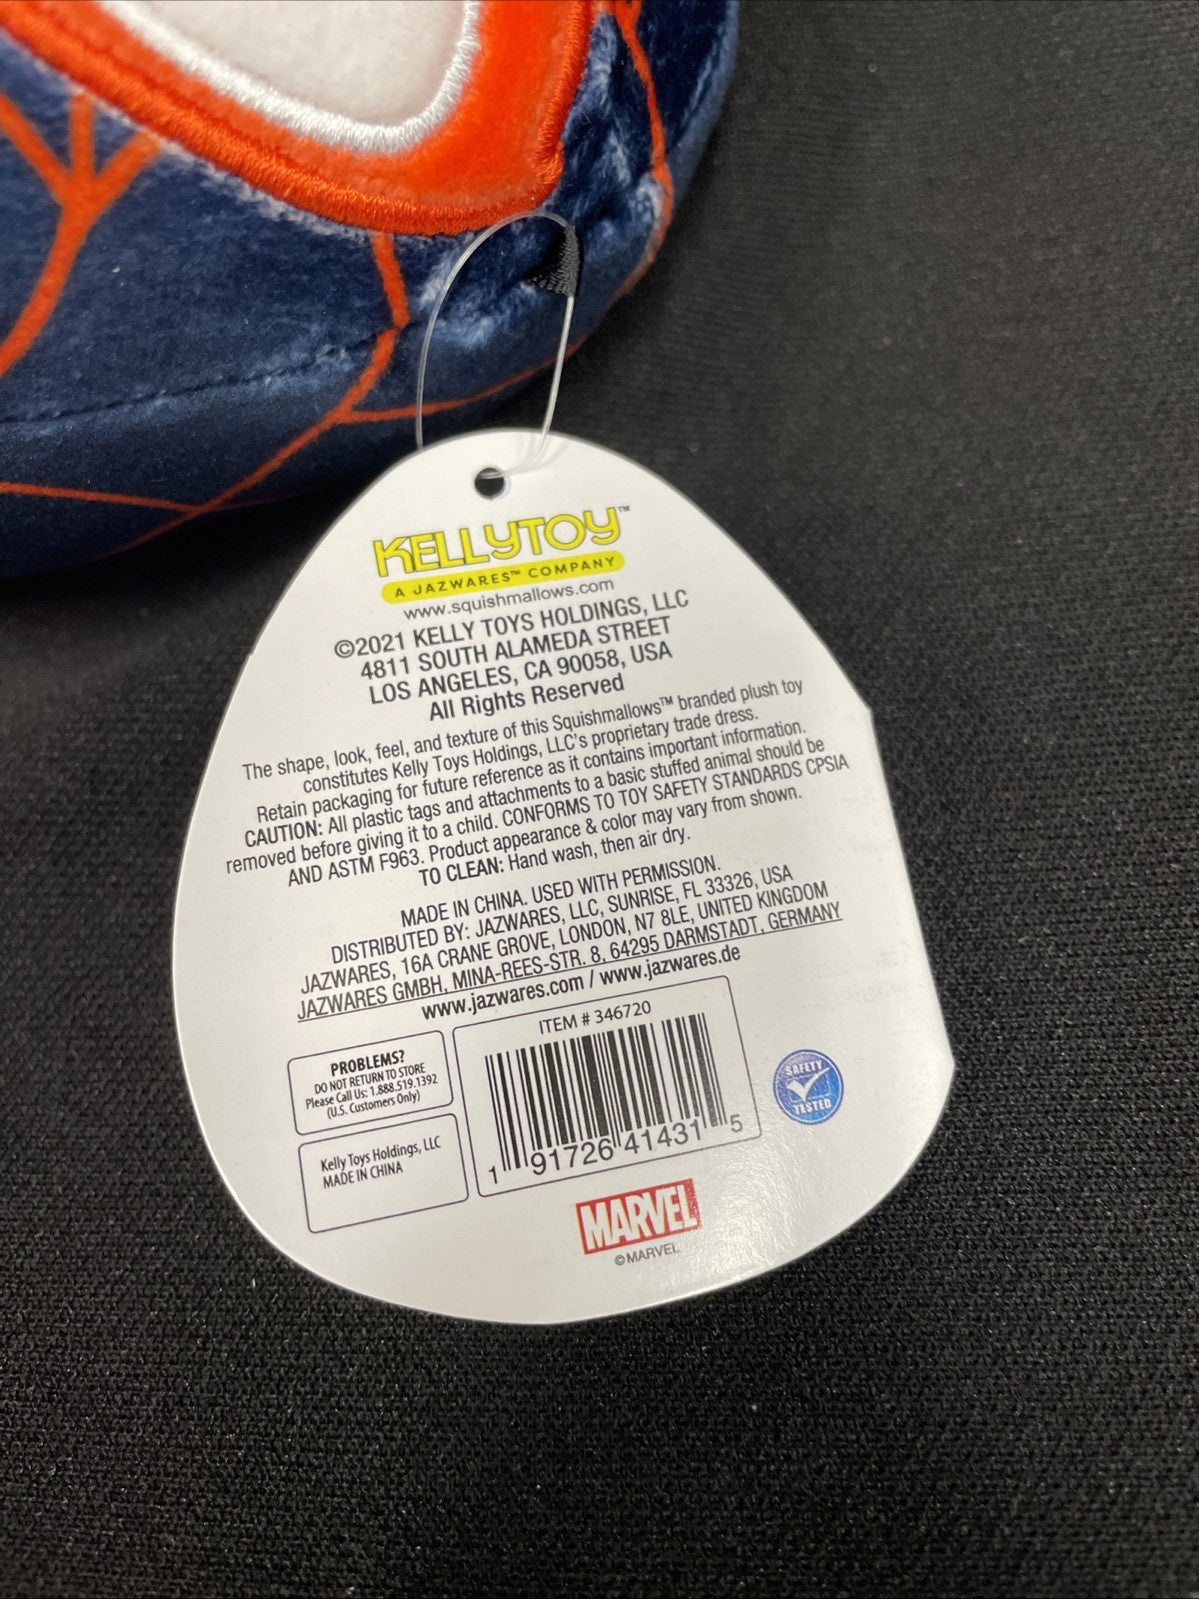 KELLYTOY™
A JAZWARES™ COMPANY
www.squishmallows.com
©2021 KELLY TOYS HOLDINGS, LLC
4811 SOUTH ALAMEDA STREET
LOS ANGELES, CA 90058, USA
All Rights Reserved
The shape, look, feel, and texture of this Squishmallows™ branded plush toy
constitutes Kelly Toys Holdings, LLC's proprietary trade dress.
Retain packaging for future reference as it contains important information.
CAUTION: All plastic tags and attachments to a basic stuffed animal should be
removed before giving it to a child. CONFORMS TO TOY SAFETY STANDARDS CPSIA
AND ASTM F963. Product appearance & color may vary from shown.
TO CLEAN: Hand wash, then air dry.
MADE IN CHINA. USED WITH PERMISSION.
DISTRIBUTED BY: JAZWARES, LLC, SUNRISE, FL 33326, USA
JAZWARES, 16A CRANE GROVE, LONDON, N7 8LE, UNITED KINGDOM
JAZWARES GMBH, MINA-REES-STR. 8, 64295 DARMSTADT, GERMANY
www.jazwares.com / www.jazwares.de
PROBLEMS?
DO NOT RETURN TO STORE
Please Call Us: 1.888.519.1392
(U.S. Customers Only)
Kelly Toys Holdings, LLC
MADE IN CHINA
ITEM # 346720
1 91726 41431 5
SAFETY
TESTED
MARVEL
©MARVEL